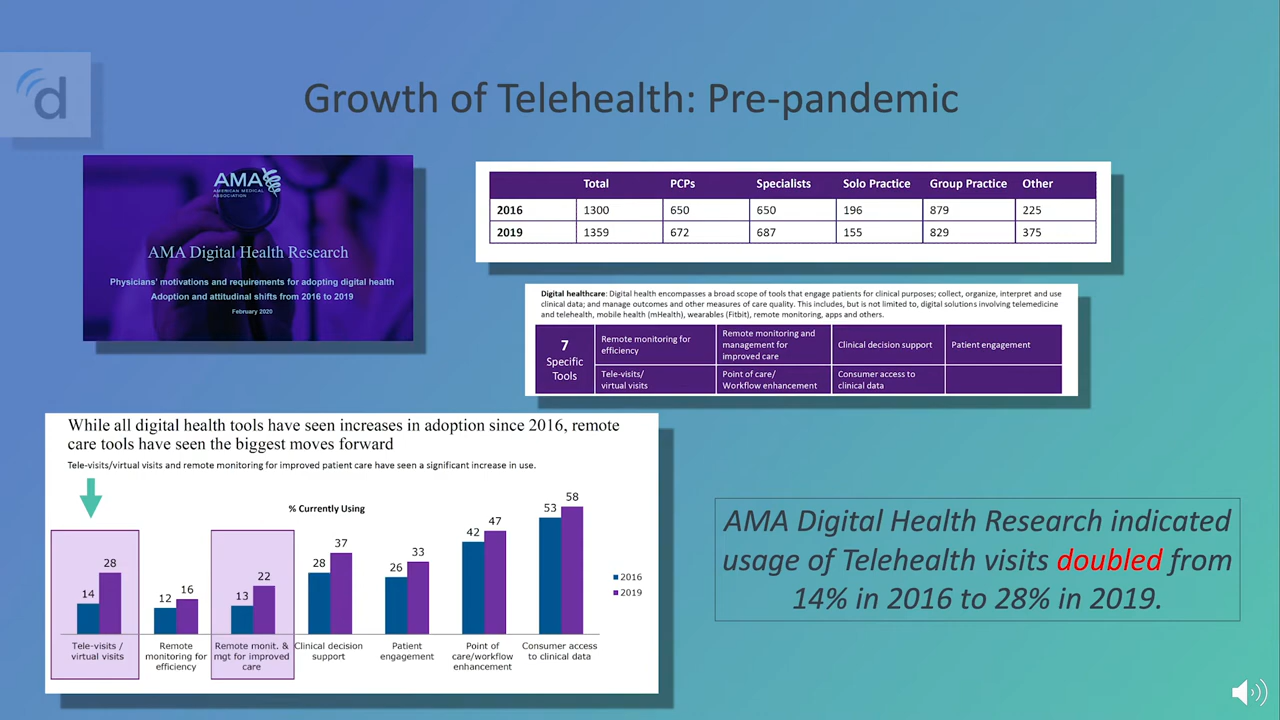 d
Growth of Telehealth: Pre-pandemic
AMA
AMERICAN MEDICAL
ASSOCIATION
AMA Digital Health Research
Physicians' motivations and requirements for adopting digital health
Adoption and attitudinal shifts from 2016 to 2019
February 2020
Total PCPs Specialists Solo Practice Group Practice Other
2016 1300 650 650 196 879 225
2019 1359 672 687 155 829 375
Digital healthcare: Digital health encompasses a broad scope of tools that engage patients for clinical purposes; collect, organize, interpret and use
clinical data; and manage outcomes and other measures of care quality. This includes, but is not limited to, digital solutions involving telemedicine
and telehealth, mobile health (mHealth), wearables (Fitbit), remote monitoring, apps and others.
7
Specific
Tools
Remote monitoring for
efficiency
Remote monitoring and
management for
improved care
Clinical decision support
Patient engagement
Tele-visits/
virtual visits
Point of care/
Workflow enhancement
Consumer access to
clinical data
While all digital health tools have seen increases in adoption since 2016, remote
care tools have seen the biggest moves forward
Tele-visits/virtual visits and remote monitoring for improved patient care have seen a significant increase in use.
% Currently Using
14 28
12 16
13 22
28 37
26 33
42 47
53 58
2016
2019
Tele-visits /
virtual visits
Remote
monitoring for
efficiency
Remote monit. &
mgt for improved
care
Clinical decision
support
Patient
engagement
Point of
care/workflow
enhancement
Consumer access
to clinical data
AMA Digital Health Research indicated
usage of Telehealth visits doubled from
14% in 2016 to 28% in 2019.